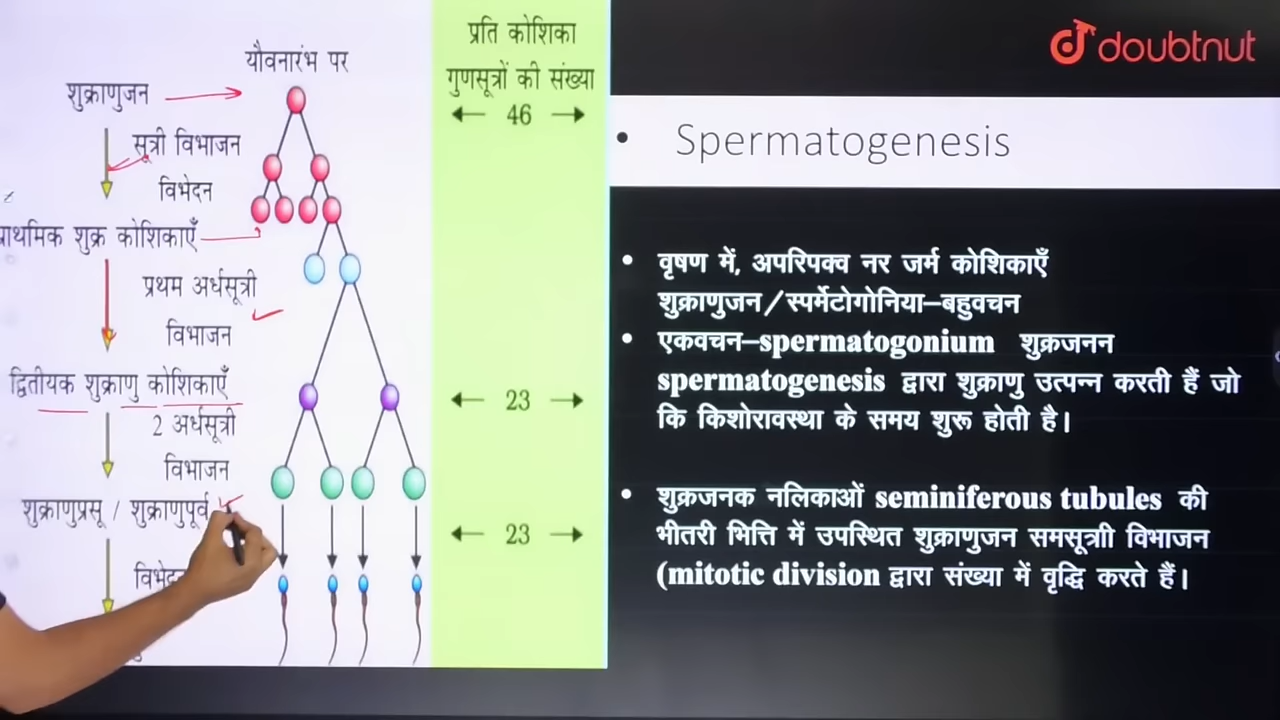 प्रति कोशिका
गुणसूत्रों की संख्या
यौवनारंभ पर
शुक्राणुजन
46
सूत्री विभाजन
विभेदन
कोशिकाएँ
शुक्र
प्रथम अर्धसूत्री
विभाजन
द्वितीयक शुक्राणु कोशिकाएँ
23
2 अर्धसूत्री
विभाजन
शुक्राणुप्रसू / शुक्राणुपूर्व
23
doubtnut
• Spermatogenesis
• वृषण में, अपरिपक्व नर जर्म कोशिकाएँ
शुक्राणुजन/स्पर्मेटोगोनिया–बहुवचन
• एकवचन–spermatogonium शुक्रजनन
spermatogenesis द्वारा शुक्राणु उत्पन्न करती हैं जो
कि किशोरावस्था के समय शुरू होती है।
• शुक्रजनक नलिकाओं seminiferous tubules की
भीतरी भित्ति में उपस्थित शुक्राणुजन समसूत्राी विभाजन
(mitotic division द्वारा संख्या में वृद्धि करते हैं।